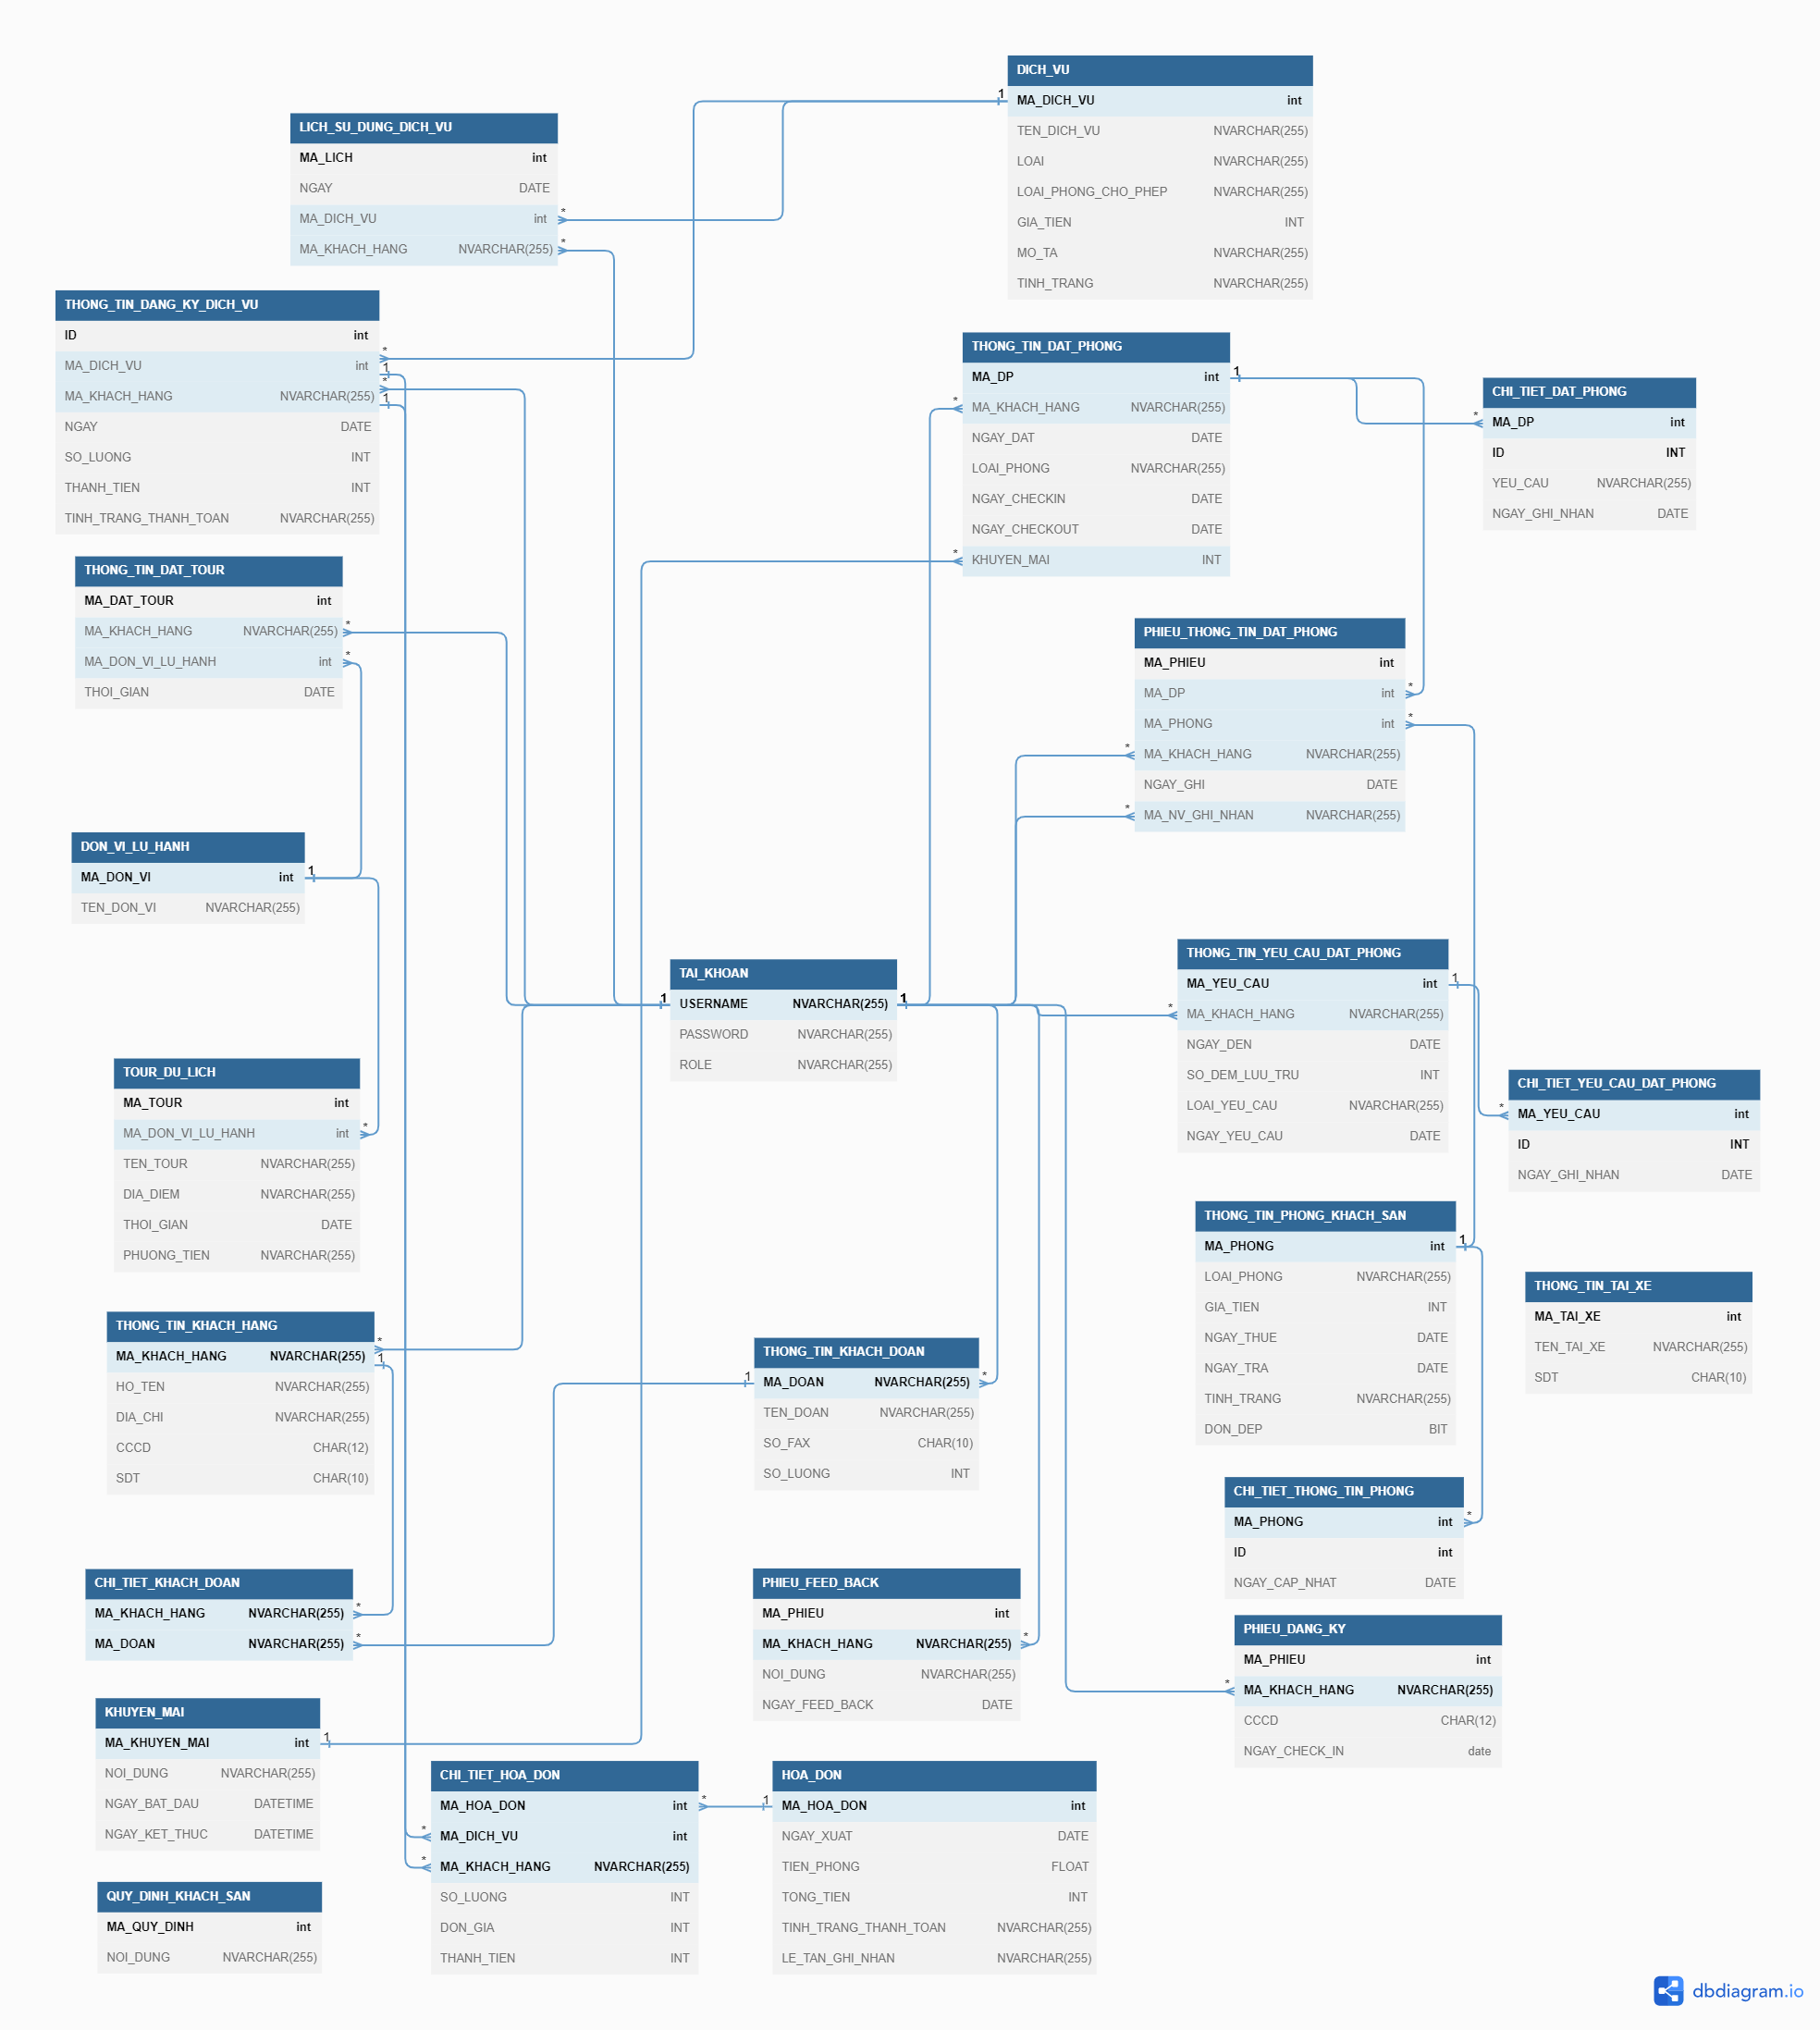 DICH_VU
MA_DICH_VU int
TEN_DICH_VU NVARCHAR(255)
LOAI NVARCHAR(255)
LOAI_PHONG_CHO_PHEP NVARCHAR(255)
GIA_TIEN INT
MO_TA NVARCHAR(255)
TINH_TRANG NVARCHAR(255)
1
LICH_SU_DUNG_DICH_VU
MA_LICH int
NGAY DATE
MA_DICH_VU int
MA_KHACH_HANG NVARCHAR(255)
*
*
THONG_TIN_DANG_KY_DICH_VU
ID int
MA_DICH_VU int
MA_KHACH_HANG NVARCHAR(255)
NGAY DATE
SO_LUONG INT
THANH_TIEN INT
TINH_TRANG_THANH_TOAN NVARCHAR(255)
*
1
*
1
THONG_TIN_DAT_PHONG
MA_DP int
MA_KHACH_HANG NVARCHAR(255)
NGAY_DAT DATE
LOAI_PHONG NVARCHAR(255)
NGAY_CHECKIN DATE
NGAY_CHECKOUT DATE
KHUYEN_MAI INT
1
*
*
CHI_TIET_DAT_PHONG
MA_DP int
ID INT
YEU_CAU NVARCHAR(255)
NGAY_GHI_NHAN DATE
*
THONG_TIN_DAT_TOUR
MA_DAT_TOUR int
MA_KHACH_HANG NVARCHAR(255)
MA_DON_VI_LU_HANH int
THOI_GIAN DATE
*
*
PHIEU_THONG_TIN_DAT_PHONG
MA_PHIEU int
MA_DP int
MA_PHONG int
MA_KHACH_HANG NVARCHAR(255)
NGAY_GHI DATE
MA_NV_GHI_NHAN NVARCHAR(255)
*
*
*
*
DON_VI_LU_HANH
MA_DON_VI int
TEN_DON_VI NVARCHAR(255)
1
TAI_KHOAN
USERNAME NVARCHAR(255)
PASSWORD NVARCHAR(255)
ROLE NVARCHAR(255)
1
1
THONG_TIN_YEU_CAU_DAT_PHONG
MA_YEU_CAU int
MA_KHACH_HANG NVARCHAR(255)
NGAY_DEN DATE
SO_DEM_LUU_TRU INT
LOAI_YEU_CAU NVARCHAR(255)
NGAY_YEU_CAU DATE
1
*
CHI_TIET_YEU_CAU_DAT_PHONG
MA_YEU_CAU int
ID INT
NGAY_GHI_NHAN DATE
*
TOUR_DU_LICH
MA_TOUR int
MA_DON_VI_LU_HANH int
TEN_TOUR NVARCHAR(255)
DIA_DIEM NVARCHAR(255)
THOI_GIAN DATE
PHUONG_TIEN NVARCHAR(255)
*
THONG_TIN_PHONG_KHACH_SAN
MA_PHONG int
LOAI_PHONG NVARCHAR(255)
GIA_TIEN INT
NGAY_THUE DATE
NGAY_TRA DATE
TINH_TRANG NVARCHAR(255)
DON_DEP BIT
1
THONG_TIN_TAI_XE
MA_TAI_XE int
TEN_TAI_XE NVARCHAR(255)
SDT CHAR(10)
THONG_TIN_KHACH_HANG
MA_KHACH_HANG NVARCHAR(255)
HO_TEN NVARCHAR(255)
DIA_CHI NVARCHAR(255)
CCCD CHAR(12)
SDT CHAR(10)
*
1
THONG_TIN_KHACH_DOAN
MA_DOAN NVARCHAR(255)
TEN_DOAN NVARCHAR(255)
SO_FAX CHAR(10)
SO_LUONG INT
1
*
CHI_TIET_THONG_TIN_PHONG
MA_PHONG int
ID int
NGAY_CAP_NHAT DATE
*
CHI_TIET_KHACH_DOAN
MA_KHACH_HANG NVARCHAR(255)
MA_DOAN NVARCHAR(255)
*
*
PHIEU_FEED_BACK
MA_PHIEU int
MA_KHACH_HANG NVARCHAR(255)
NOI_DUNG NVARCHAR(255)
NGAY_FEED_BACK DATE
*
PHIEU_DANG_KY
MA_PHIEU int
MA_KHACH_HANG NVARCHAR(255)
CCCD CHAR(12)
NGAY_CHECK_IN date
*
KHUYEN_MAI
MA_KHUYEN_MAI int
NOI_DUNG NVARCHAR(255)
NGAY_BAT_DAU DATETIME
NGAY_KET_THUC DATETIME
1
CHI_TIET_HOA_DON
MA_HOA_DON int
MA_DICH_VU int
MA_KHACH_HANG NVARCHAR(255)
SO_LUONG INT
DON_GIA INT
THANH_TIEN INT
*
*
*
HOA_DON
MA_HOA_DON int
NGAY_XUAT DATE
TIEN_PHONG FLOAT
TONG_TIEN INT
TINH_TRANG_THANH_TOAN NVARCHAR(255)
LE_TAN_GHI_NHAN NVARCHAR(255)
1
QUY_DINH_KHACH_SAN
MA_QUY_DINH int
NOI_DUNG NVARCHAR(255)
dbdiagram.io